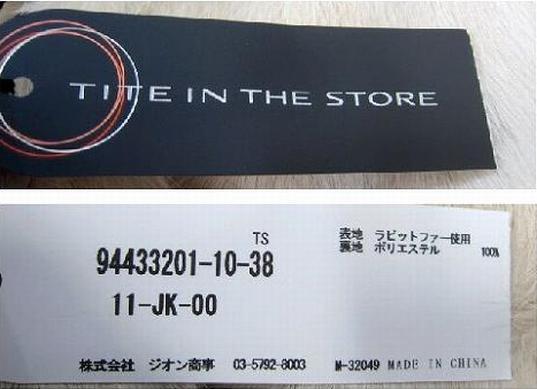 TITE IN THE STORE
TS
94433201-10-38
11-JK-00
表地 ラビットファー使用
裏地 ポリエステル 100%
株式会社 ジオン商事 03-5792-8003 M-32049 MADE IN CHINA